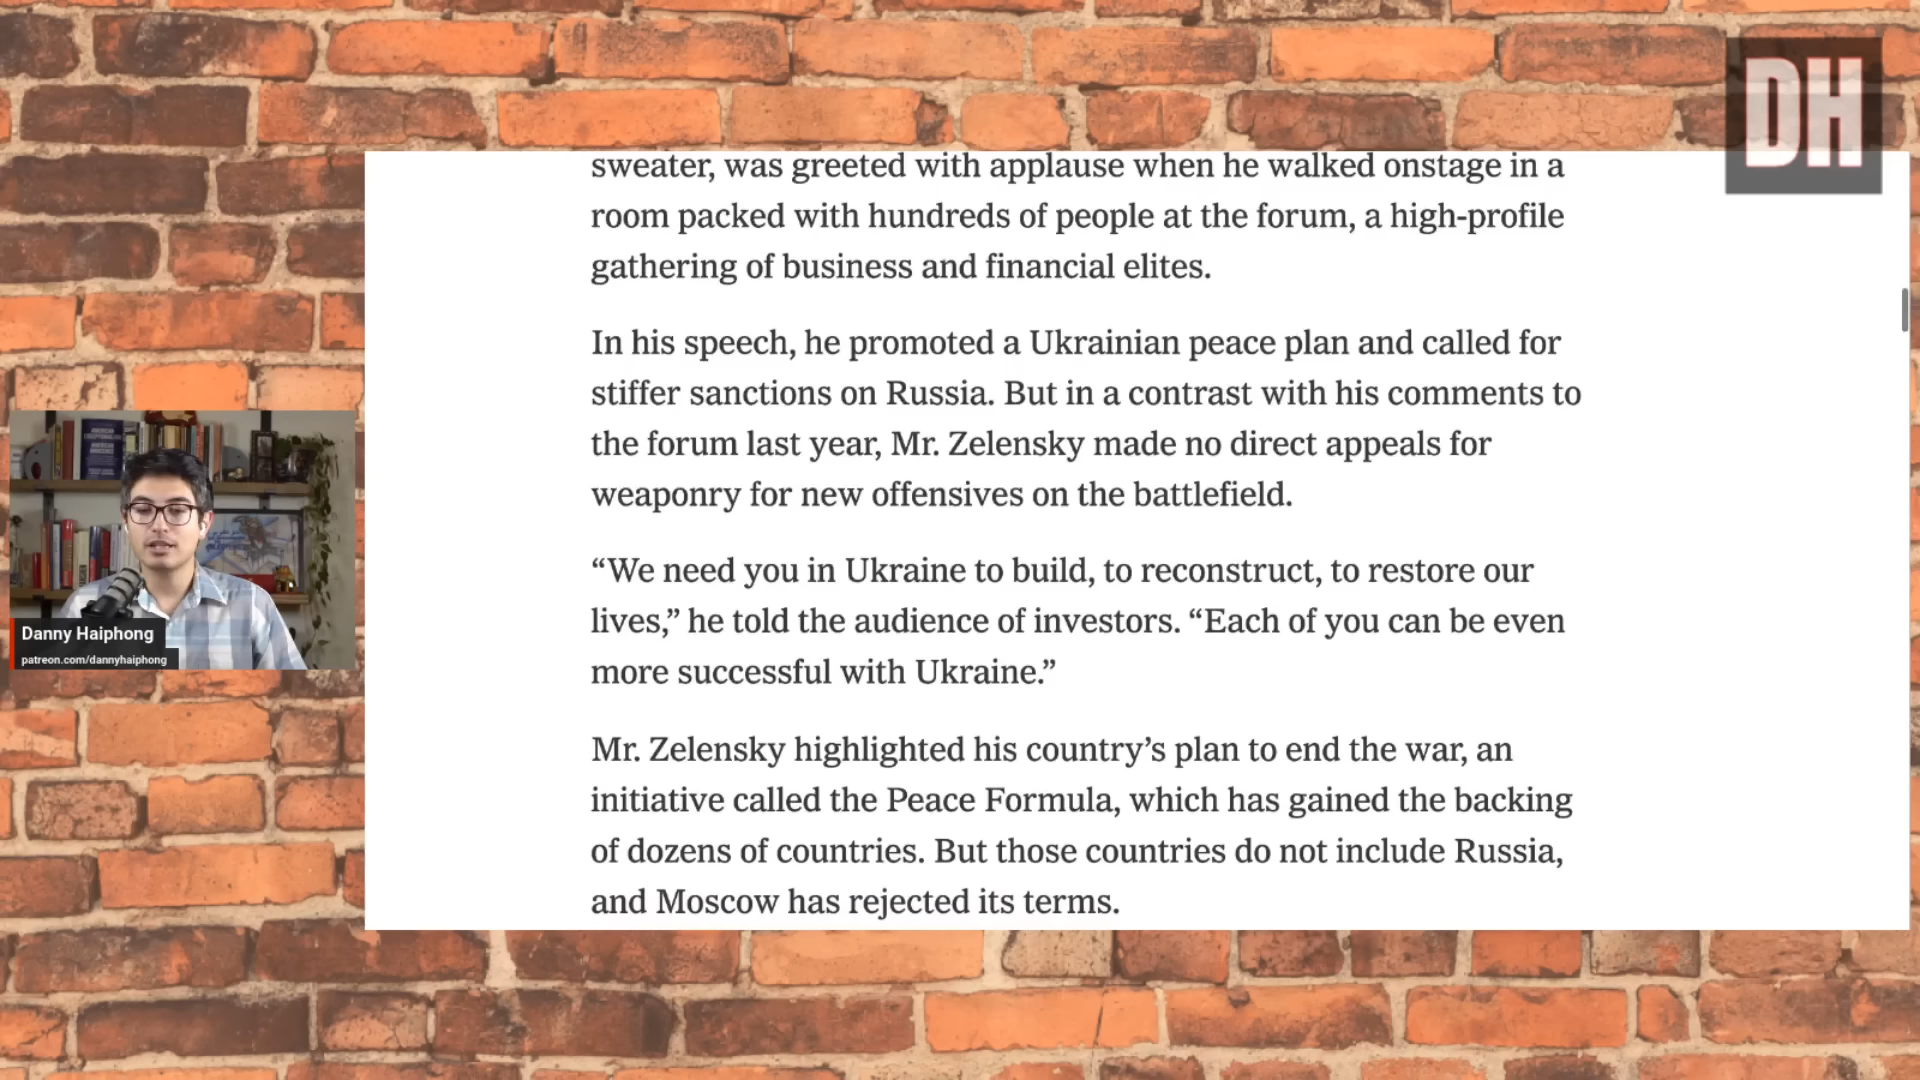 DH
sweater, was greeted with applause when he walked onstage in a
room packed with hundreds of people at the forum, a high-profile
gathering of business and financial elites.
In his speech, he promoted a Ukrainian peace plan and called for
stiffer sanctions on Russia. But in a contrast with his comments to
the forum last year, Mr. Zelensky made no direct appeals for
weaponry for new offensives on the battlefield.
“We need you in Ukraine to build, to reconstruct, to restore our
lives,” he told the audience of investors. “Each of you can be even
more successful with Ukraine.”
Mr. Zelensky highlighted his country’s plan to end the war, an
initiative called the Peace Formula, which has gained the backing
of dozens of countries. But those countries do not include Russia,
and Moscow has rejected its terms.
Danny Haiphong
patreon.com/dannyhaiphong